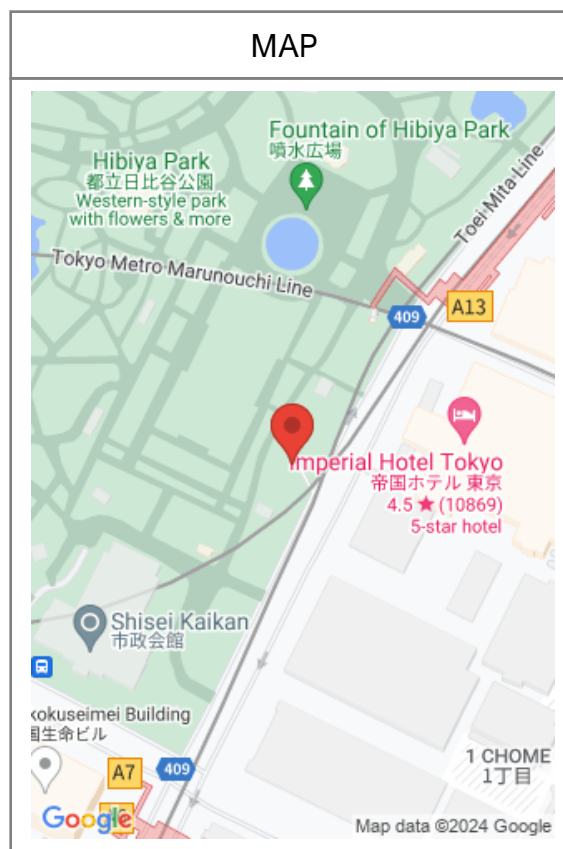 MAP
Fountain of Hibiya Park
噴水広場
Hibiya Park
都立日比谷公園
Western-style park
with flowers & more
Toei Mita Line
Tokyo Metro Marunouchi Line
409
A13
Imperial Hotel Tokyo
帝国ホテル 東京
4.5 ★ (10869)
5-star hotel
Shisei Kaikan
市政会館
kokuseimei Building
国生命ビル
1 CHOME
1丁目
A7
409
Google
Map data ©2024 Google